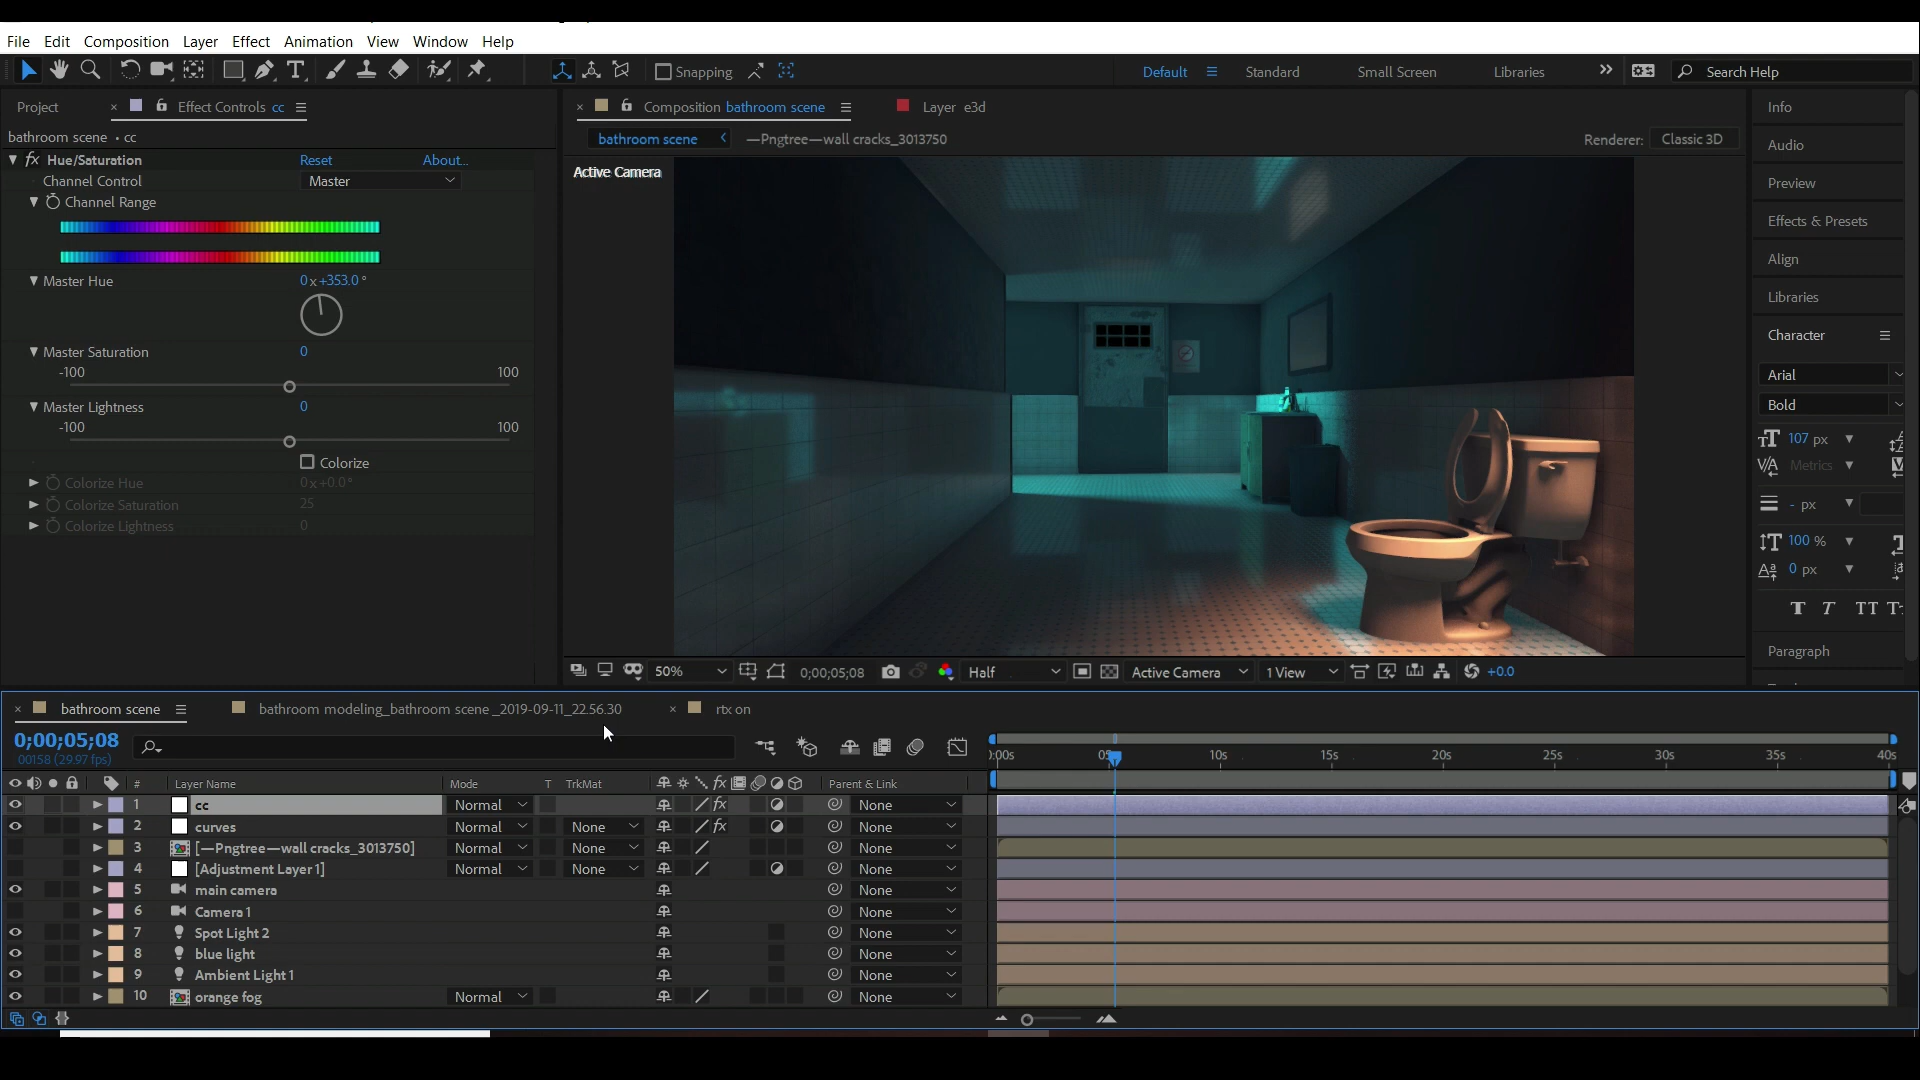 File Edit Composition Layer Effect Animation View Window Help
Snapping Default Standard Small Screen Libraries Search Help
Project Effect Controls cc Composition bathroom scene Layer e3d
bathroom scene • cc
bathroom scene —Pngtree—wall cracks_3013750 Renderer: Classic 3D
fx Hue/Saturation Reset About...
Channel Control Master
Channel Range
Master Hue 0x+353.0°
Master Saturation 0
-100 100
Master Lightness 0
-100 100
Colorize
Colorize Hue 0x+0.0°
Colorize Saturation 25
Colorize Lightness 0
Active Camera
50% 0;00;05;08 Half Active Camera 1 View +0.0
Info
Audio
Preview
Effects & Presets
Align
Libraries
Character
Arial
Bold
107 px
Metrics
- px
100 %
0 px
T T TT
Paragraph
bathroom scene bathroom modeling_bathroom scene_2019-09-11_22.56.30 rtx on
0;00;05;08
00158 (29.97 fps)
05 10s 15s 20s 25s 30s 35s 40s
# Layer Name Mode T TrkMat fx Parent & Link
1 cc Normal fx None
2 curves Normal None fx None
3 [—Pngtree—wall cracks_3013750] Normal None None
4 [Adjustment Layer 1] Normal None None
5 main camera None
6 Camera 1 None
7 Spot Light 2 None
8 blue light None
9 Ambient Light 1 None
10 orange fog Normal None